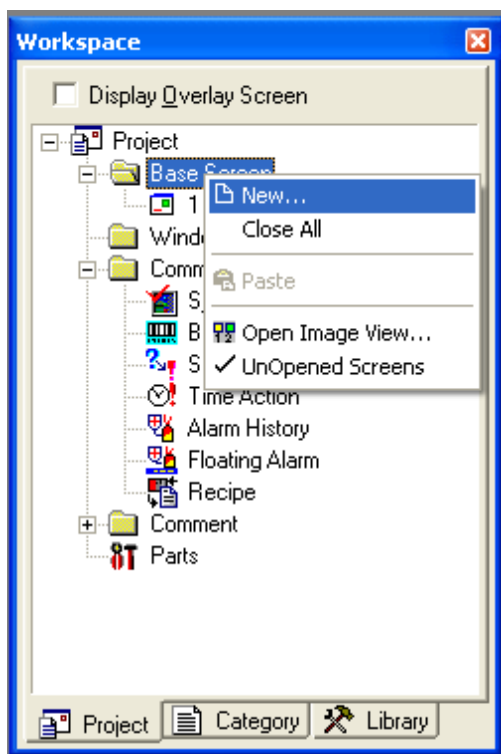 Workspace
Display Overlay Screen
Project
Base Screen
New...
1
Close All
Comm
Paste
S
B
Open Image View...
S
UnOpened Screens
Time Action
Alarm History
Floating Alarm
Recipe
Comment
Parts
Project
Category
Library